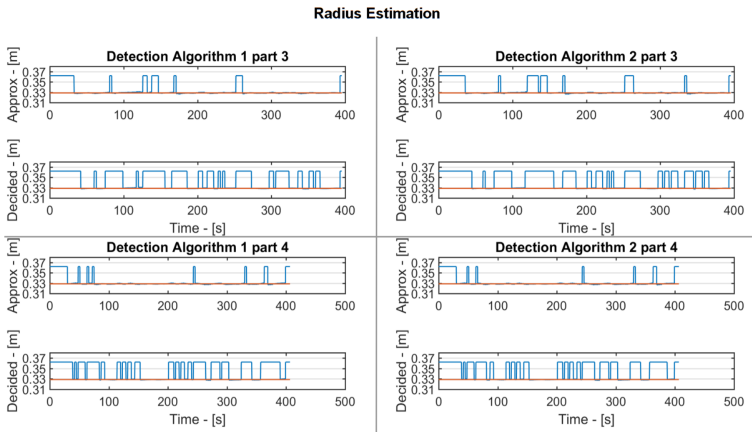 Radius Estimation
Detection Algorithm 1 part 3
Approx - [m]
0.37
0.35
0.33
0.31
0 100 200 300 400
Decided - [m]
0.37
0.35
0.33
0.31
0 100 200 300 400
Time - [s]
Detection Algorithm 2 part 3
Approx - [m]
0.37
0.35
0.33
0.31
0 100 200 300 400
Decided - [m]
0.37
0.35
0.33
0.31
0 100 200 300 400
Time - [s]
Detection Algorithm 1 part 4
Approx - [m]
0.37
0.35
0.33
0.31
0 100 200 300 400 500
Decided - [m]
0.37
0.35
0.33
0.31
0 100 200 300 400 500
Time - [s]
Detection Algorithm 2 part 4
Approx - [m]
0.37
0.35
0.33
0.31
0 100 200 300 400 500
Decided - [m]
0.37
0.35
0.33
0.31
0 100 200 300 400 500
Time - [s]